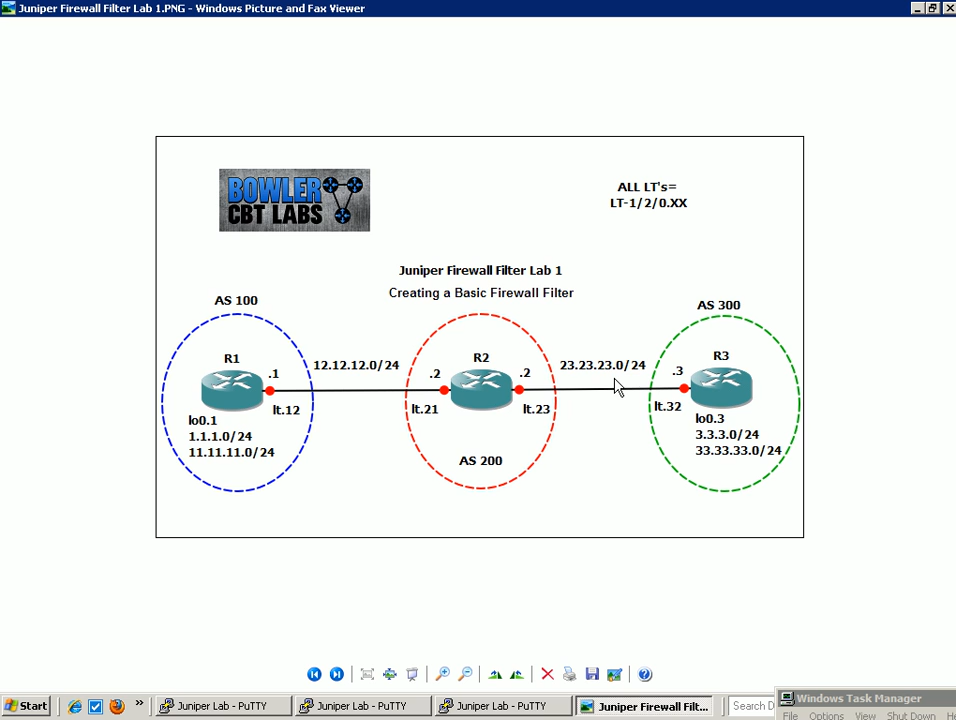 Juniper Firewall Filter Lab 1.PNG - Windows Picture and Fax Viewer
BOWLER
CBT LABS
ALL LT's=
LT-1/2/0.XX
Juniper Firewall Filter Lab 1
Creating a Basic Firewall Filter
AS 100
AS 300
R1
12.12.12.0/24
R2
23.23.23.0/24
R3
.1
.2
.2
.3
lt.12
lt.21
lt.23
lt.32
lo0.1
1.1.1.0/24
11.11.11.0/24
lo0.3
3.3.3.0/24
33.33.33.0/24
AS 200
Start
»
Juniper Lab - PuTTY
Juniper Lab - PuTTY
Juniper Lab - PuTTY
Juniper Firewall Filt...
Search D
Windows Task Manager
File Options View Shut Down